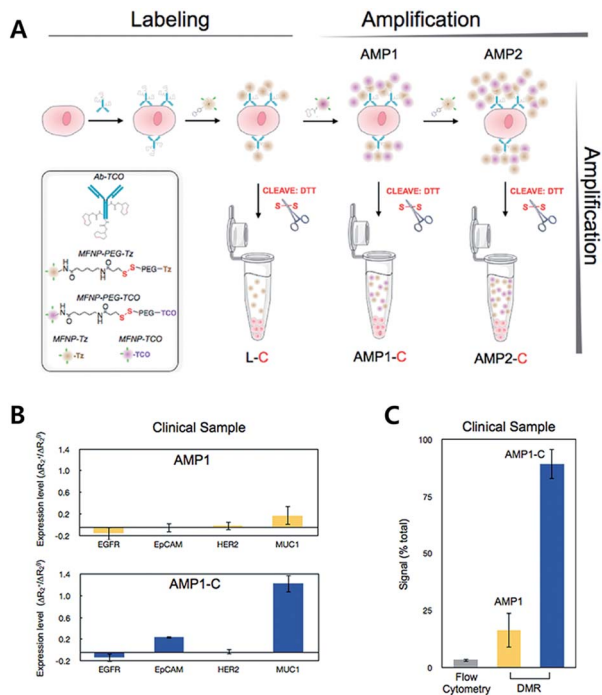 A
Labeling
Amplification
AMP1
AMP2
Amplification
CLEAVE: DTT
S-S
CLEAVE: DTT
S-S
CLEAVE: DTT
S-S
L-C
AMP1-C
AMP2-C
Ab-TCO
MFNP-PEG-Tz
N
H
O
N
H
O
S
S
PEG
Tz
MFNP-PEG-TCO
N
H
O
N
H
O
S
S
PEG
TCO
MFNP-Tz
MFNP-TCO
-Tz
-TCO
B
Clinical Sample
AMP1
Expression level (ΔR₂⁺/ΔR₂ᵝ)
1.4
1.0
0.6
0.2
-0.2
EGFR EpCAM HER2 MUC1
AMP1-C
Expression level (ΔR₂⁺/ΔR₂ᵝ)
1.4
1.0
0.6
0.2
-0.2
EGFR EpCAM HER2 MUC1
C
Clinical Sample
Signal (% total)
100
75
50
25
0
AMP1
AMP1-C
Flow
Cytometry
DMR